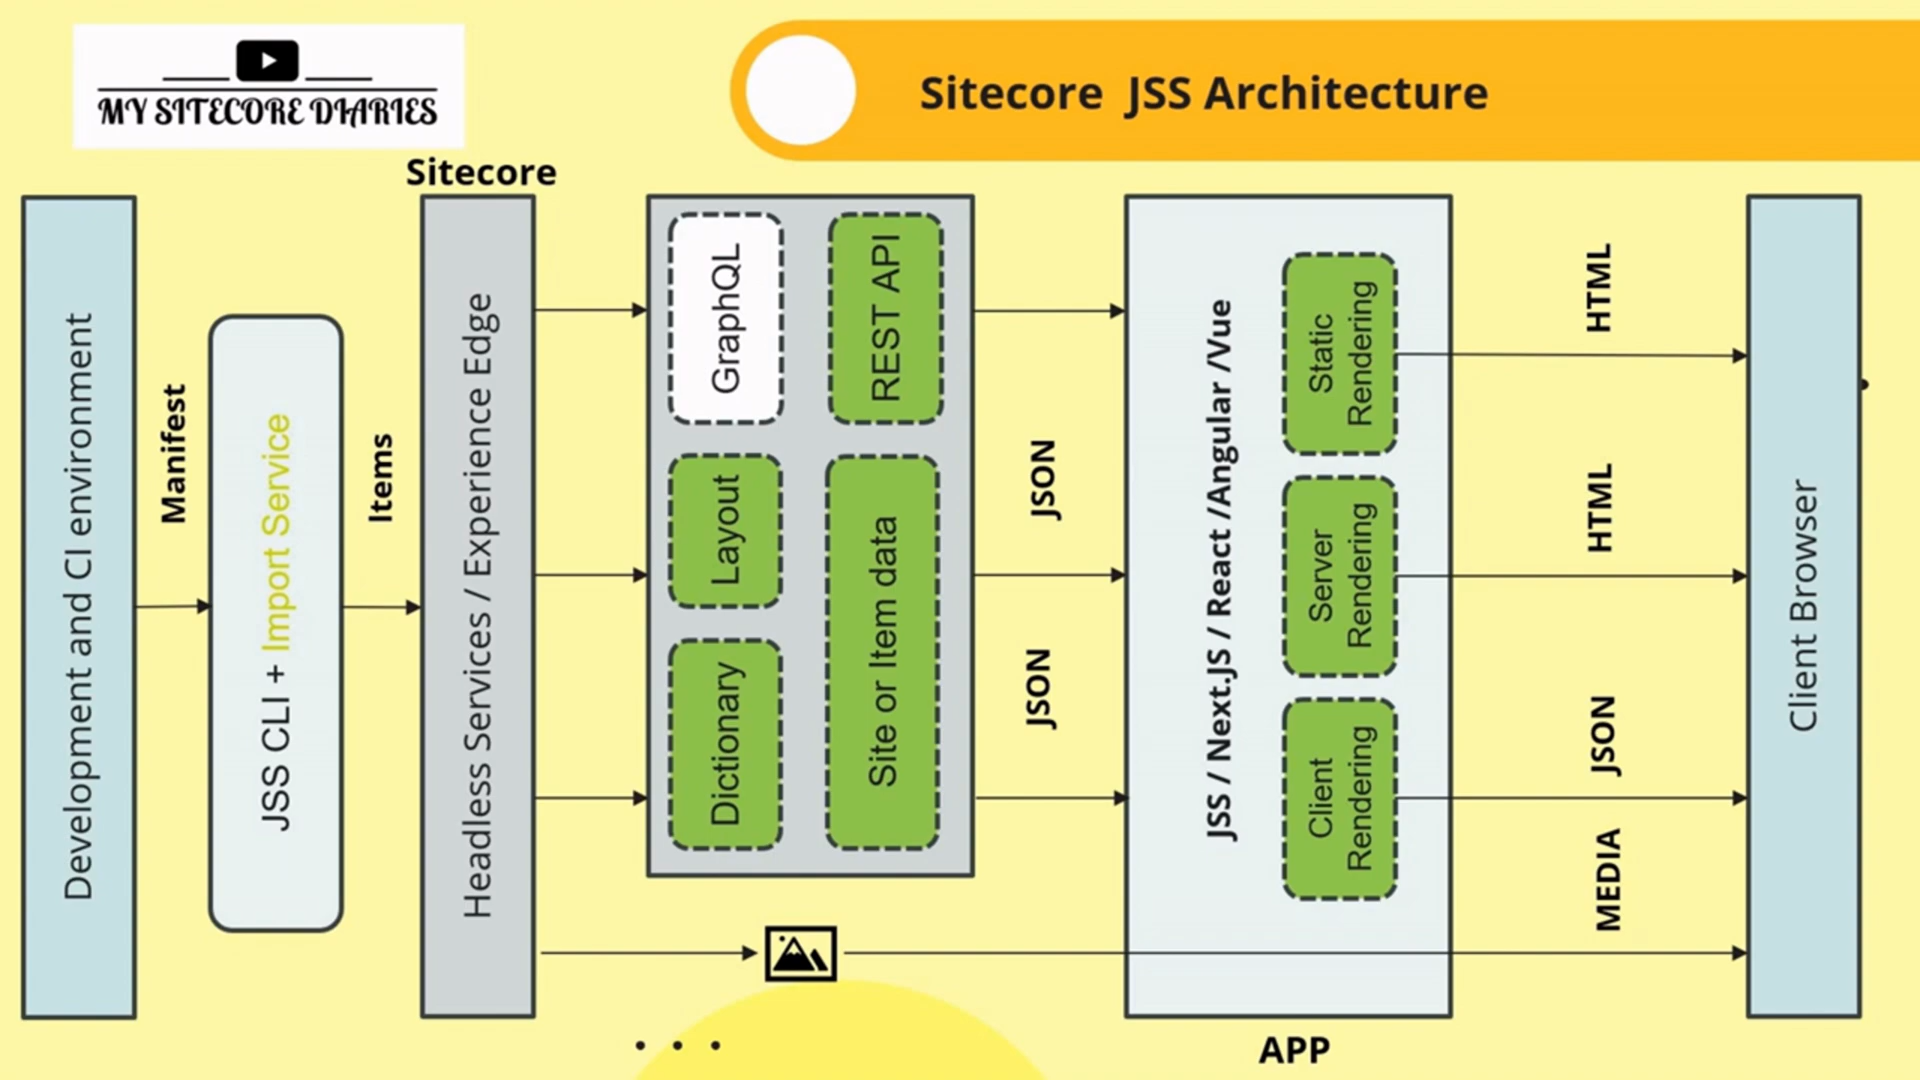 MY SITECORE DIARIES
Sitecore JSS Architecture
Sitecore
Development and CI environment
Manifest
JSS CLI + Import Service
Items
Headless Services / Experience Edge
GraphQL
REST API
Layout
Site or Item data
Dictionary
JSON
JSON
JSS / Next.JS / React /Angular /Vue
Static
Rendering
Server
Rendering
Client
Rendering
HTML
HTML
JSON
MEDIA
Client Browser
APP